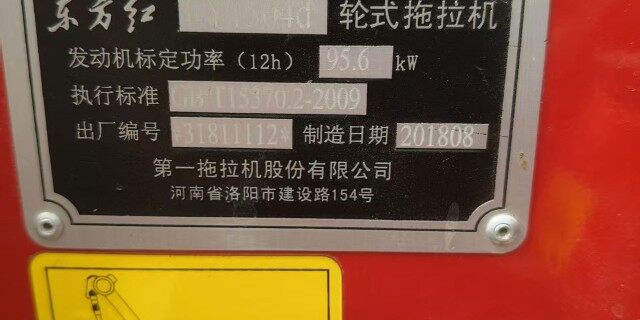 东方红 轮式拖拉机
发动机标定功率（12h） 95.6 kW
执行标准 GB/T15370.2-2009
出厂编号 *31811112* 制造日期 201808
第一拖拉机股份有限公司
河南省洛阳市建设路154号